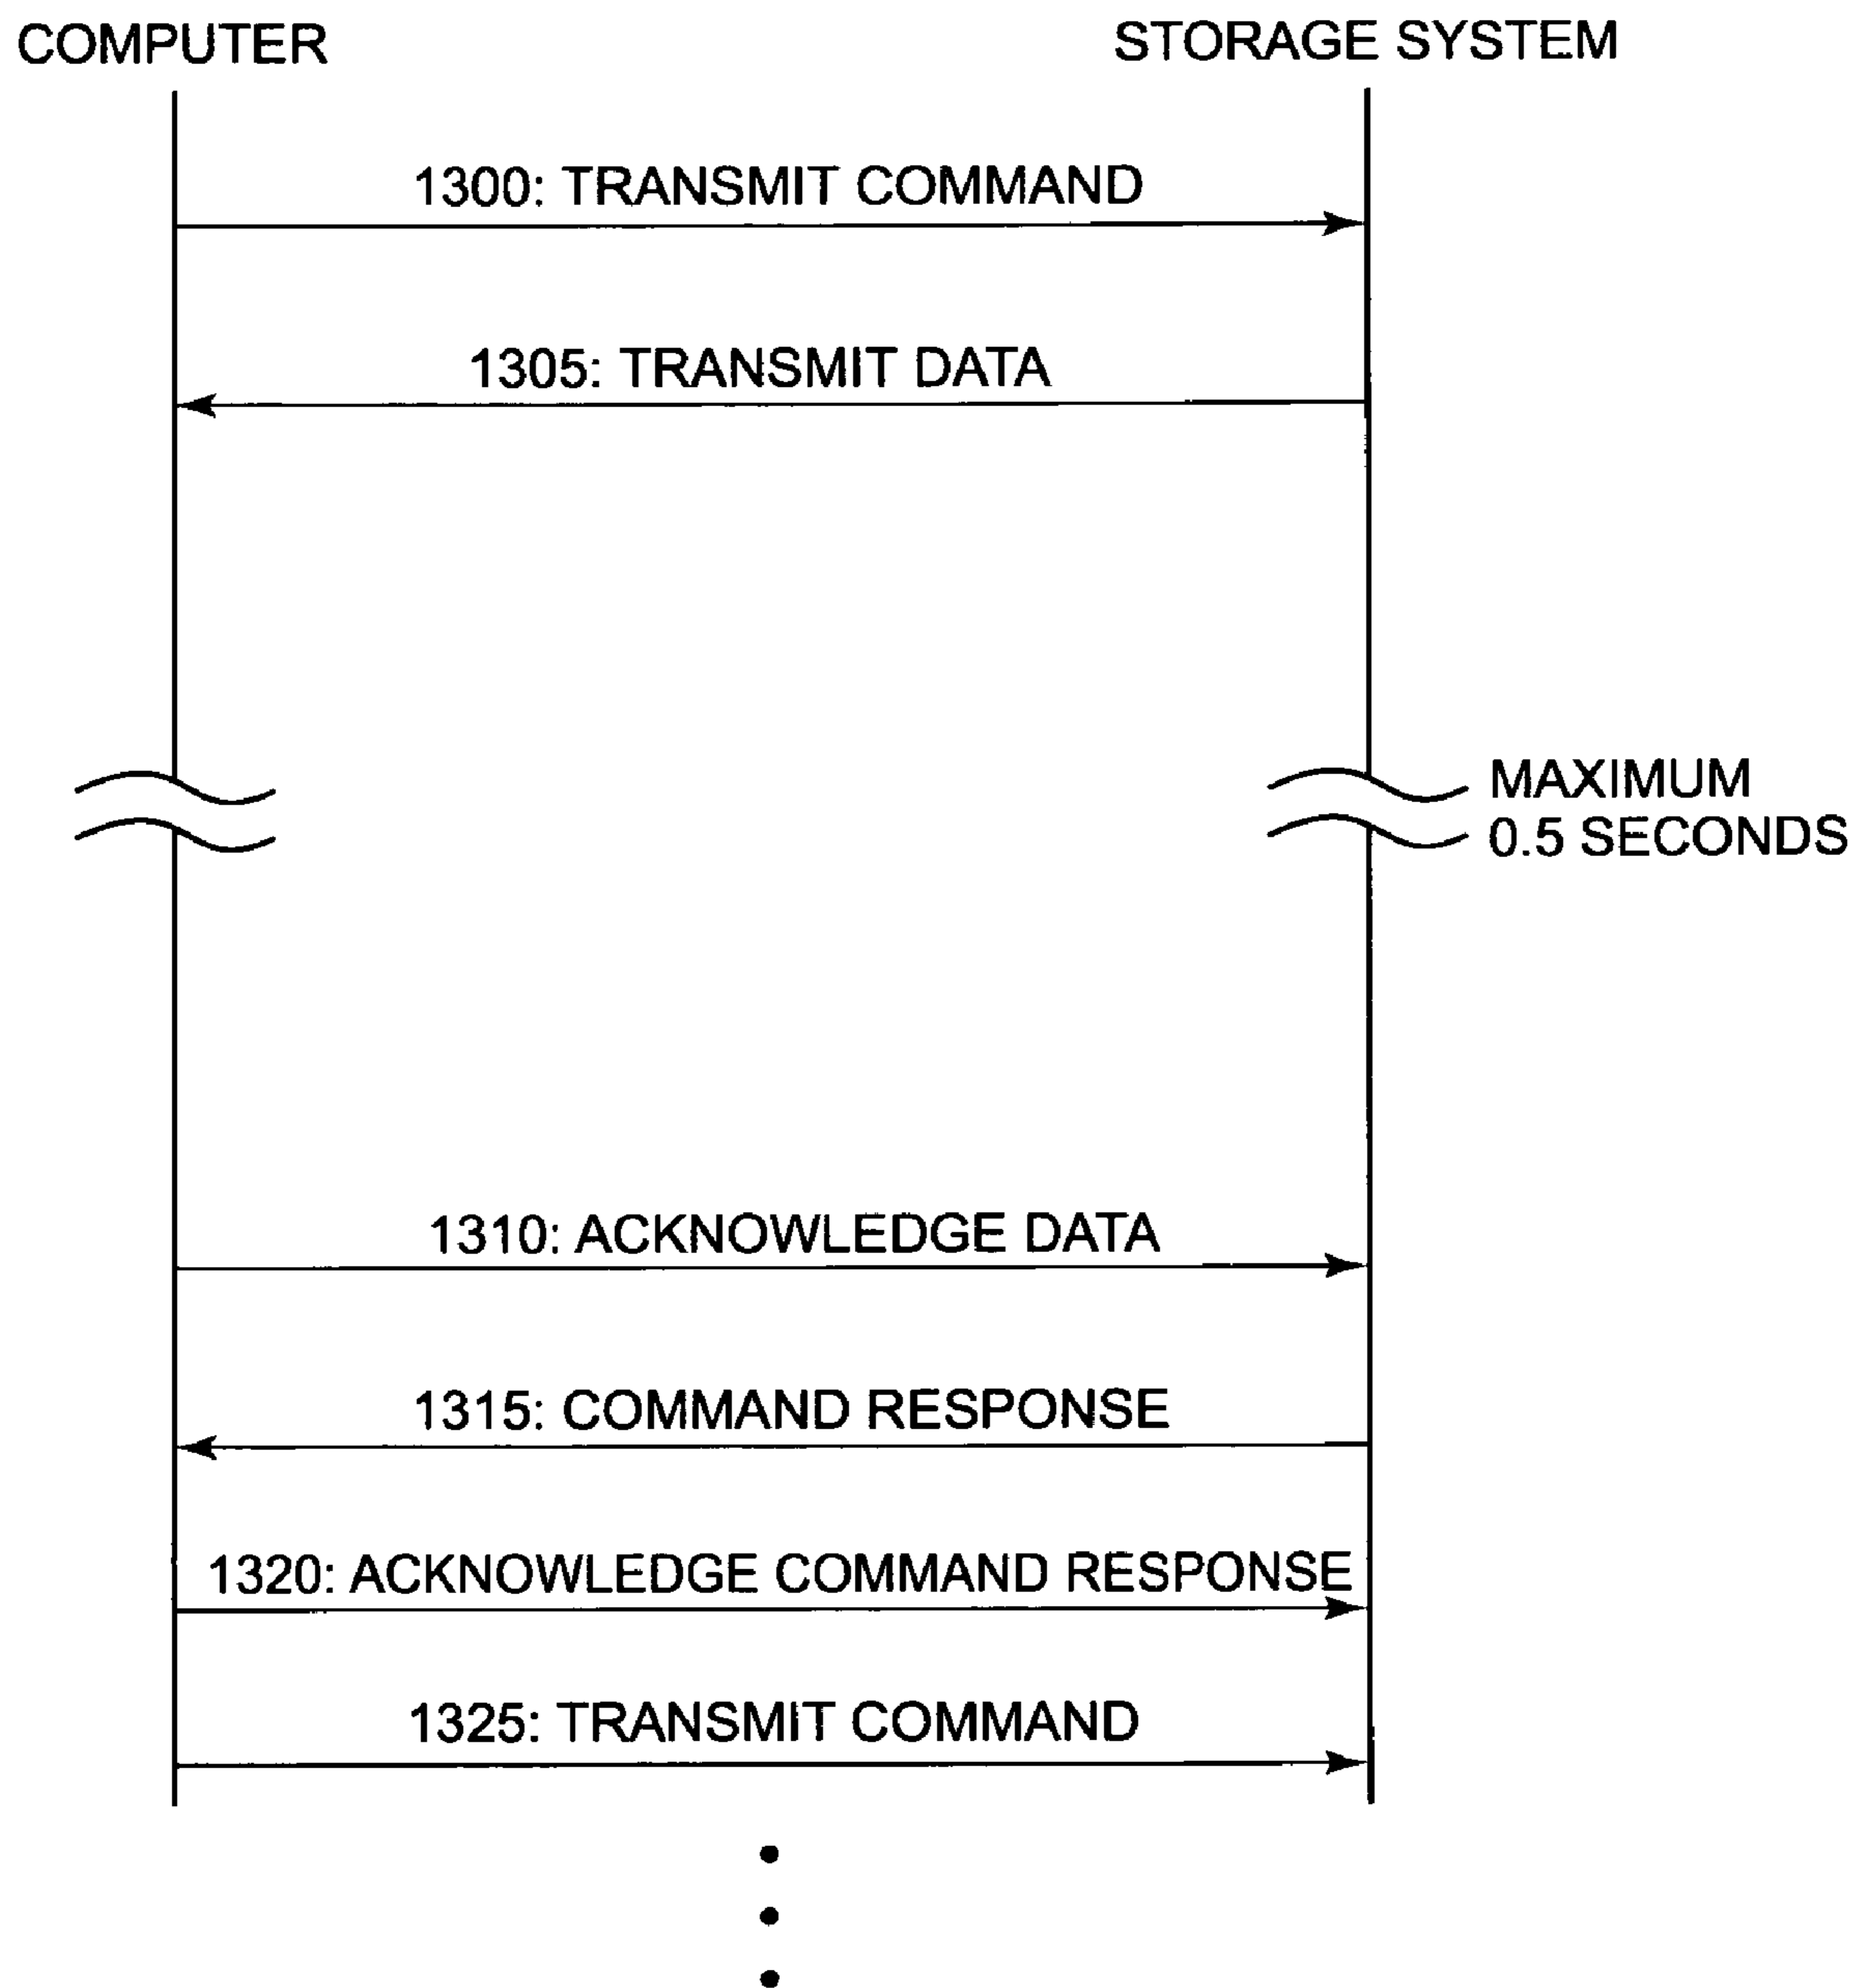 COMPUTER
STORAGE SYSTEM
1300: TRANSMIT COMMAND
1305: TRANSMIT DATA
MAXIMUM
0.5 SECONDS
1310: ACKNOWLEDGE DATA
1315: COMMAND RESPONSE
1320: ACKNOWLEDGE COMMAND RESPONSE
1325: TRANSMIT COMMAND